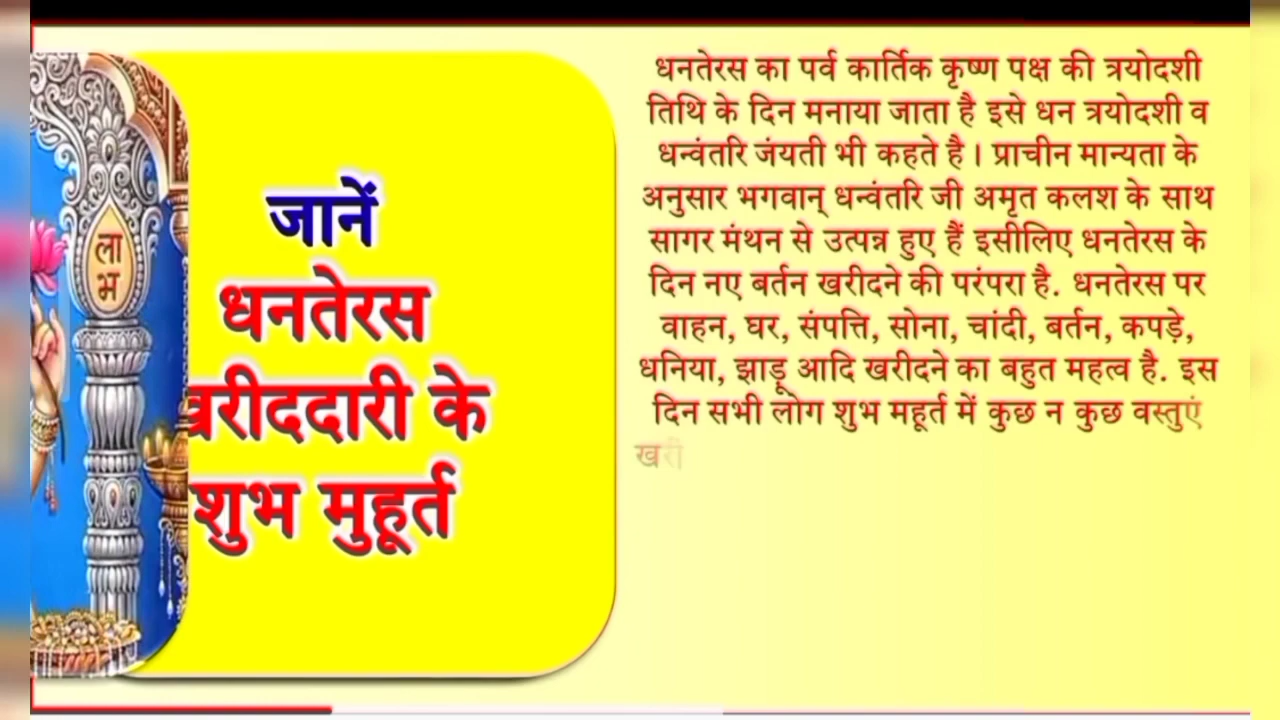 ला
भ
जानें
धनतेरस
खरीददारी के
शुभ मुहूर्त
धनतेरस का पर्व कार्तिक कृष्ण पक्ष की त्रयोदशी
तिथि के दिन मनाया जाता है इसे धन त्रयोदशी व
धन्वंतरि जंयती भी कहते है । प्राचीन मान्यता के
अनुसार भगवान् धन्वंतरि जी अमृत कलश के साथ
सागर मंथन से उत्पन्न हुए हैं इसीलिए धनतेरस के
दिन नए बर्तन खरीदने की परंपरा है. धनतेरस पर
वाहन, घर, संपत्ति, सोना, चांदी, बर्तन, कपड़े,
धनिया, झाड़ू आदि खरीदने का बहुत महत्व है. इस
दिन सभी लोग शुभ महूर्त में कुछ न कुछ वस्तुएं
खरी